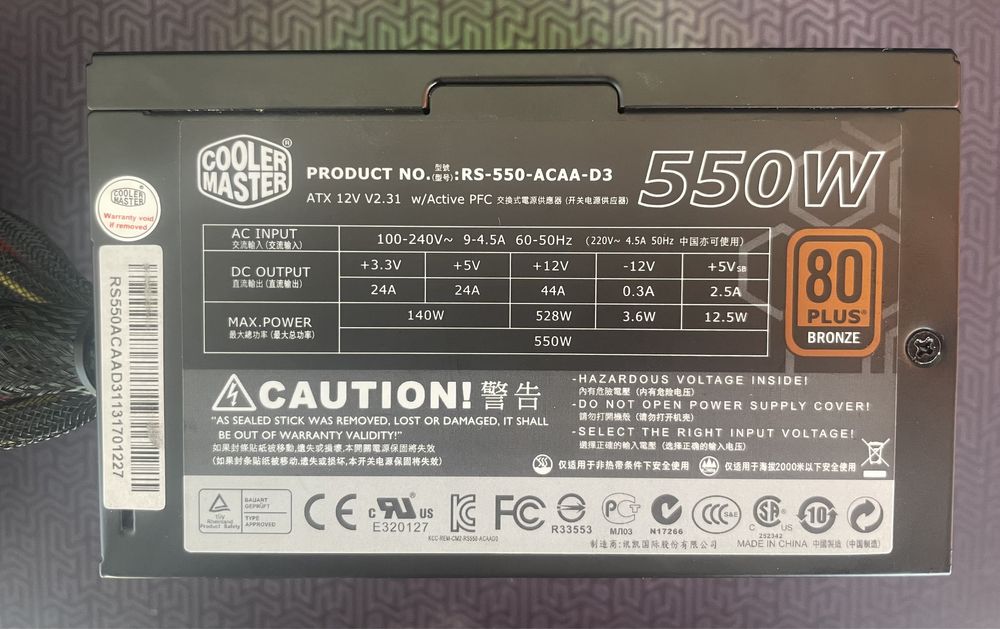 COOLER MASTER ®
PRODUCT NO. 型號 (型号) : RS-550-ACAA-D3
550W
ATX 12V V2.31 w/Active PFC 交換式電源供應器 (开关电源供应器)
COOLER MASTER
Warranty void
if removed
AC INPUT 交流輸入 (交流输入) 100-240V~ 9-4.5A 60-50Hz (220V~ 4.5A 50Hz 中国亦可使用)
DC OUTPUT 直流輸出 (直流输出) +3.3V +5V +12V -12V +5VSB
24A 24A 44A 0.3A 2.5A
MAX.POWER 最大總功率 (最大总功率) 140W 528W 3.6W 12.5W
550W
80
PLUS®
BRONZE
RS550ACAAD31131701227
CAUTION! 警告
"AS SEALED STICK WAS REMOVED, LOST OR DAMAGED, IT SHALL
BE OUT OF WARRANTY VALIDITY!"
如果封條貼紙被移動,遺失或損壞,本開關電源保固將失效
(如果封条贴纸被移动,遗失或损坏,本开关电源保固将失效)
-HAZARDOUS VOLTAGE INSIDE!
內有危險電壓 (内有危险电压)
-DO NOT OPEN POWER SUPPLY COVER!
請勿打開機殼 (请勿打开机壳)
-SELECT THE RIGHT INPUT VOLTAGE!
選擇正確的輸入電壓 (选择正确的输入电压)
仅适用于非热带条件下安全使用
仅适用于海拔2000米以下安全使用
TÜV
Rheinland
Product Safety
BAUART
GEPRÜFT
TYPE
APPROVED
CE
c RU US
E320127
KCC-REM-CM2-RS550-ACAAD3
FC
R33553
МЛ03
N17266
CCC S&E
C SA US
252342
10
制造商：讯凯国际股份有限公司
MADE IN CHINA 中國製造 (中国制造)